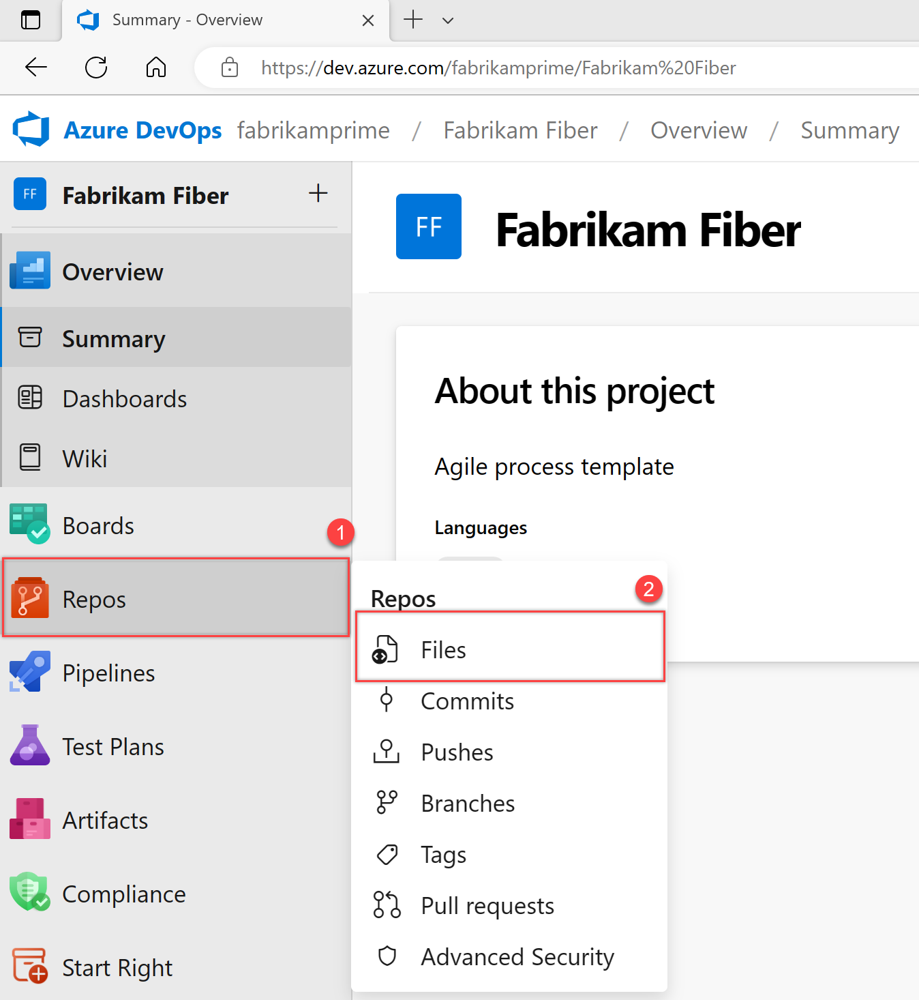 Summary - Overview
https://dev.azure.com/fabrikamprime/Fabrikam%20Fiber
Azure DevOps fabrikamprime / Fabrikam Fiber / Overview / Summary
FF Fabrikam Fiber +
FF Fabrikam Fiber
Overview
Summary
Dashboards
Wiki
Boards
Repos
Pipelines
Test Plans
Artifacts
Compliance
Start Right
About this project
Agile process template
Languages
1
2
Repos
Files
Commits
Pushes
Branches
Tags
Pull requests
Advanced Security